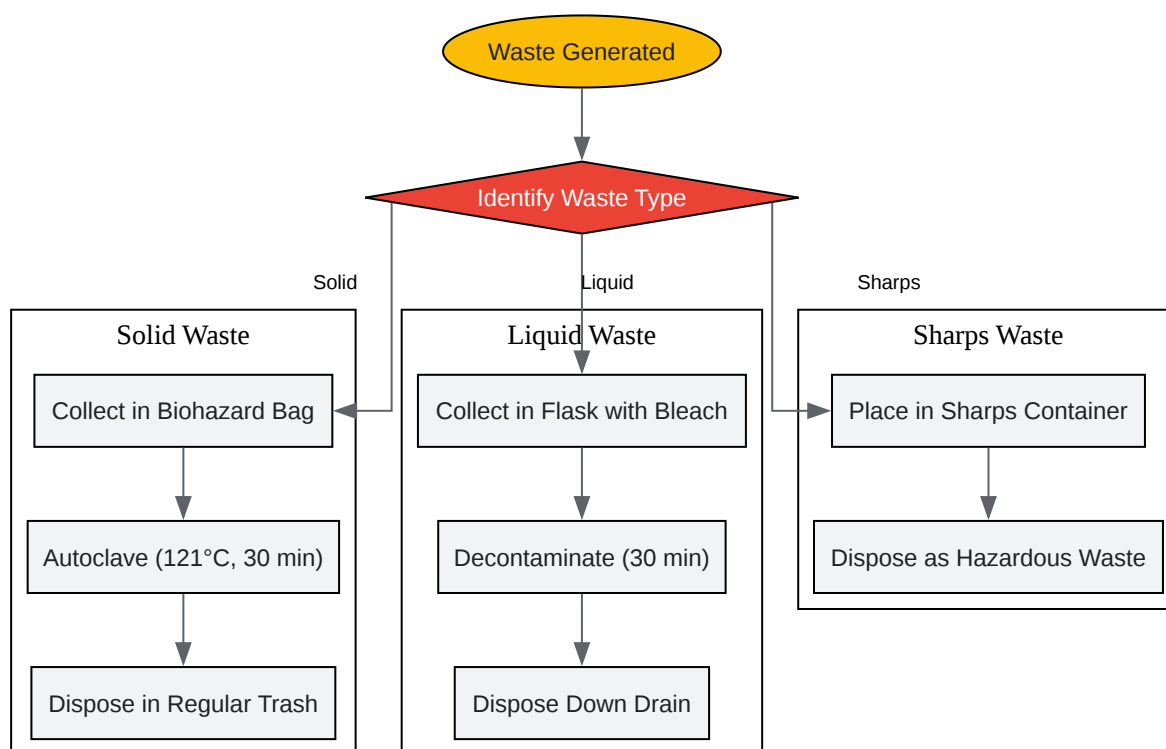 Waste Generated
Identify Waste Type
Solid
Liquid
Sharps
Solid Waste
Collect in Biohazard Bag
Autoclave (121°C, 30 min)
Dispose in Regular Trash
Liquid Waste
Collect in Flask with Bleach
Decontaminate (30 min)
Dispose Down Drain
Sharps Waste
Place in Sharps Container
Dispose as Hazardous Waste